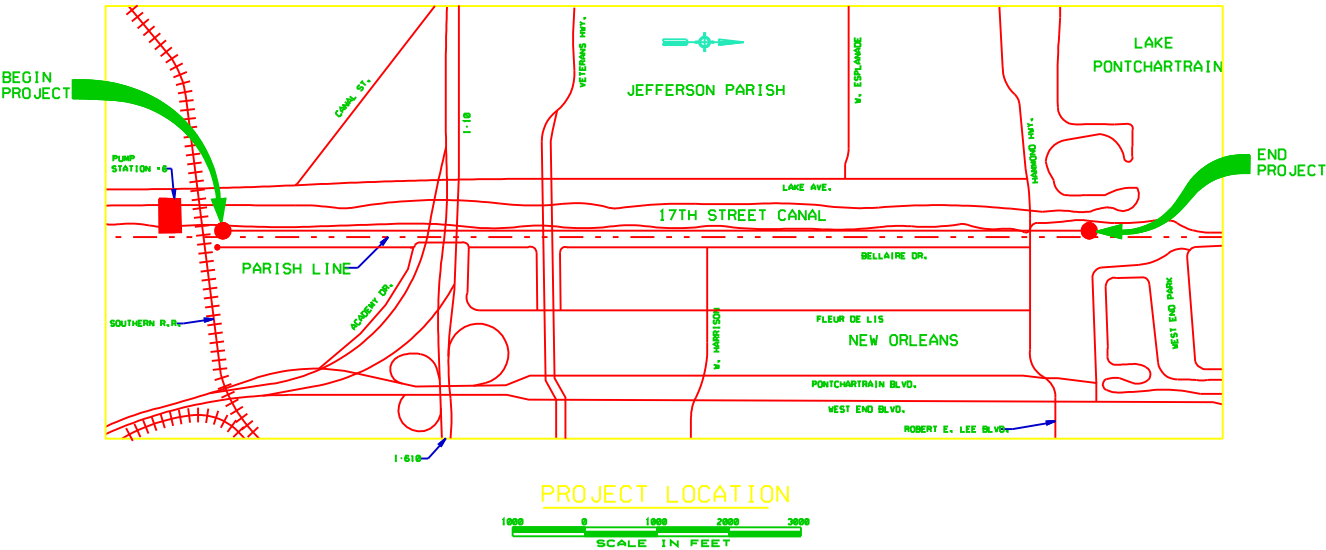 LAKE
PONTCHARTRAIN
BEGIN
PROJECT
VETERANS HWY.
W. ESPLANADE
CANAL ST.
JEFFERSON PARISH
I-10
HAMMOND HWY.
PUMP
STATION #6
END
PROJECT
LAKE AVE.
17TH STREET CANAL
PARISH LINE
BELLAIRE DR.
ACADEMY DR.
WEST END PARK
SOUTHERN R.R.
W. HARRISON
FLEUR DE LIS
NEW ORLEANS
PONTCHARTRAIN BLVD.
WEST END BLVD.
ROBERT E. LEE BLVD.
I-610
PROJECT LOCATION
1000 0 1000 2000 3000
SCALE IN FEET